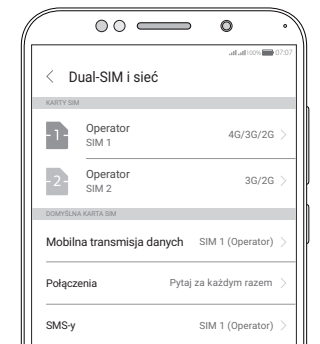 100% 07:07
Dual-SIM i sieć
KARTY SIM
-1- Operator 4G/3G/2G
SIM 1
-2- Operator 3G/2G
SIM 2
DOMYŚLNA KARTA SIM
Mobilna transmisja danych SIM 1 (Operator)
Połączenia Pytaj za każdym razem
SMS-y SIM 1 (Operator)